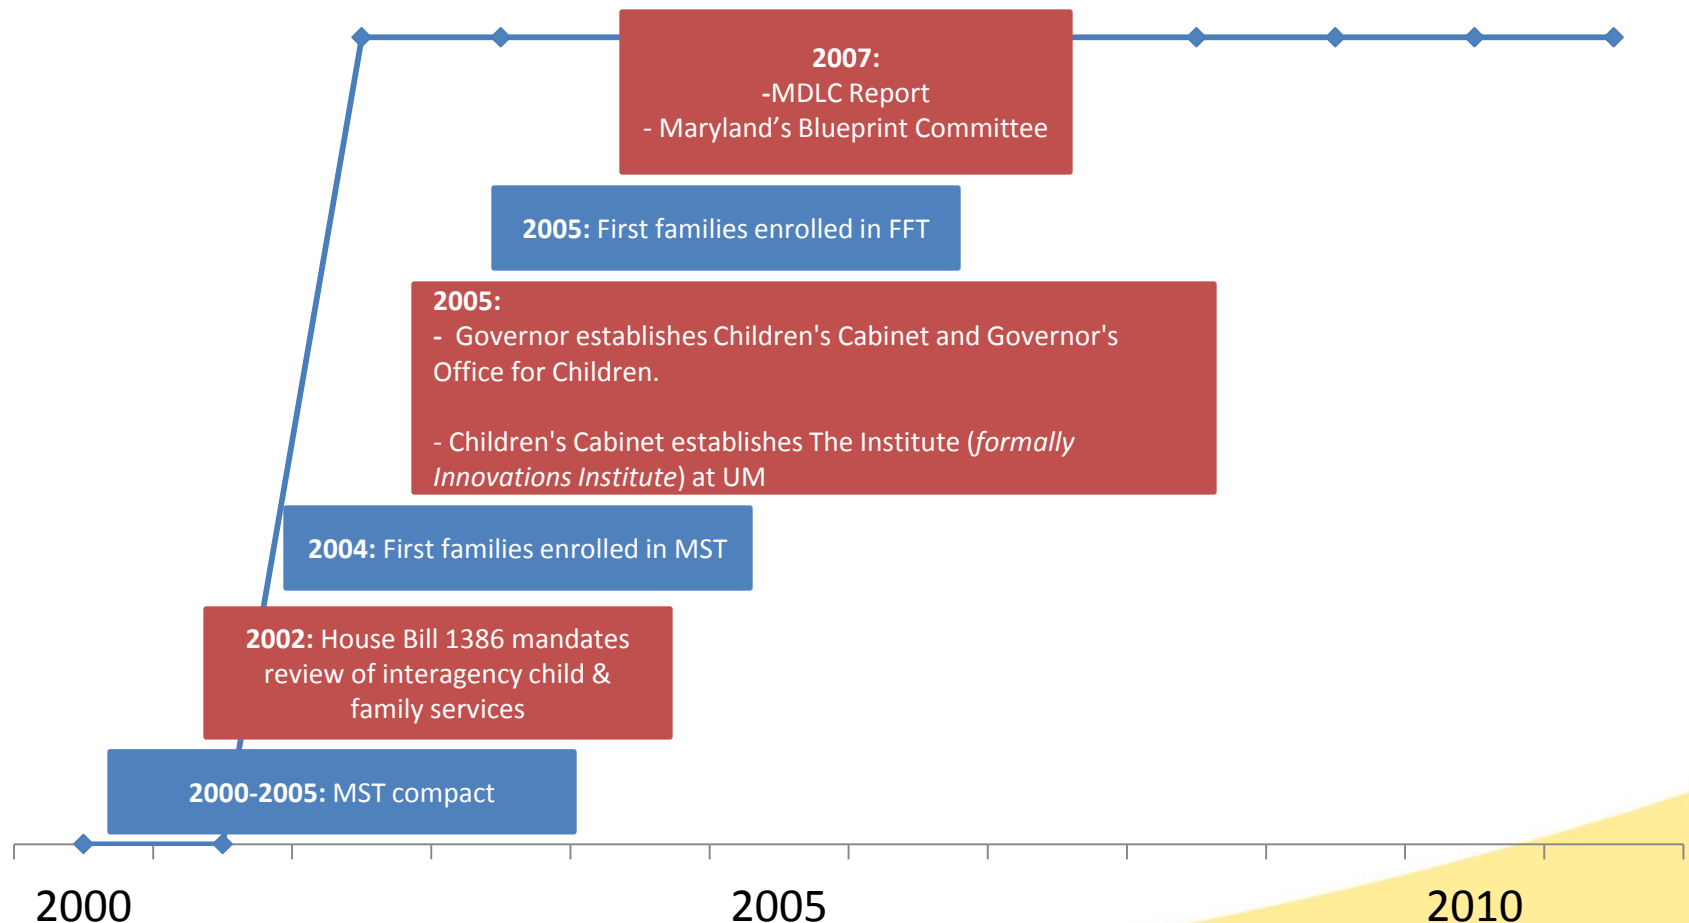 2007:
-MDLC Report
- Maryland’s Blueprint Committee
2005: First families enrolled in FFT
2005:
- Governor establishes Children's Cabinet and Governor's
Office for Children.
- Children's Cabinet establishes The Institute (formally
Innovations Institute) at UM
2004: First families enrolled in MST
2002: House Bill 1386 mandates
review of interagency child &
family services
2000-2005: MST compact
2000
2005
2010